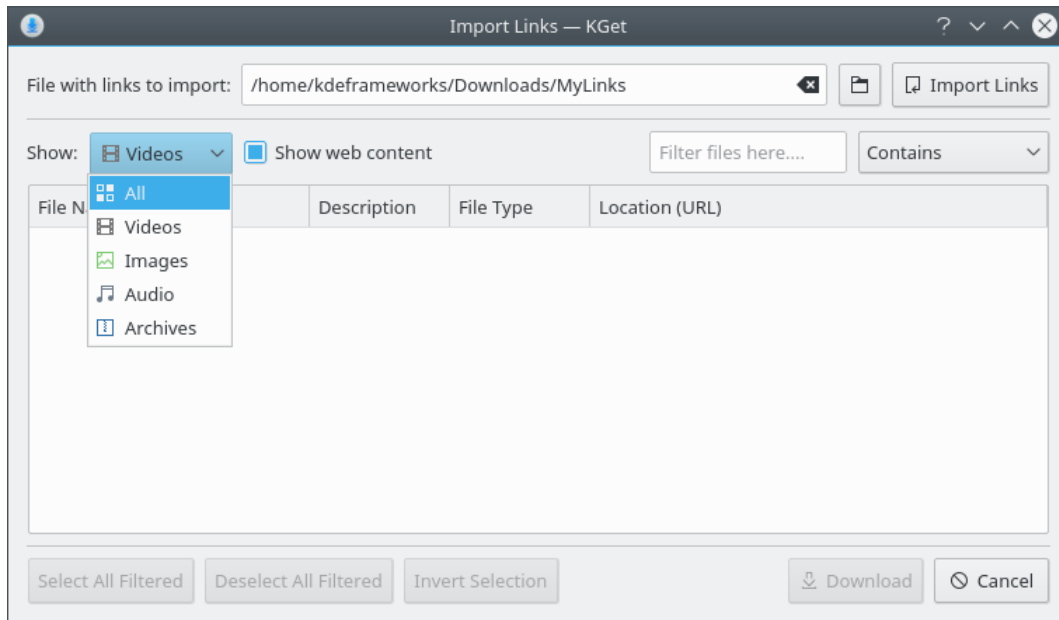 Import Links — KGet
File with links to import: /home/kdeframeworks/Downloads/MyLinks Import Links
Show: Videos Show web content Filter files here.... Contains
File N Description File Type Location (URL)
All
Videos
Images
Audio
Archives
Select All Filtered Deselect All Filtered Invert Selection Download Cancel